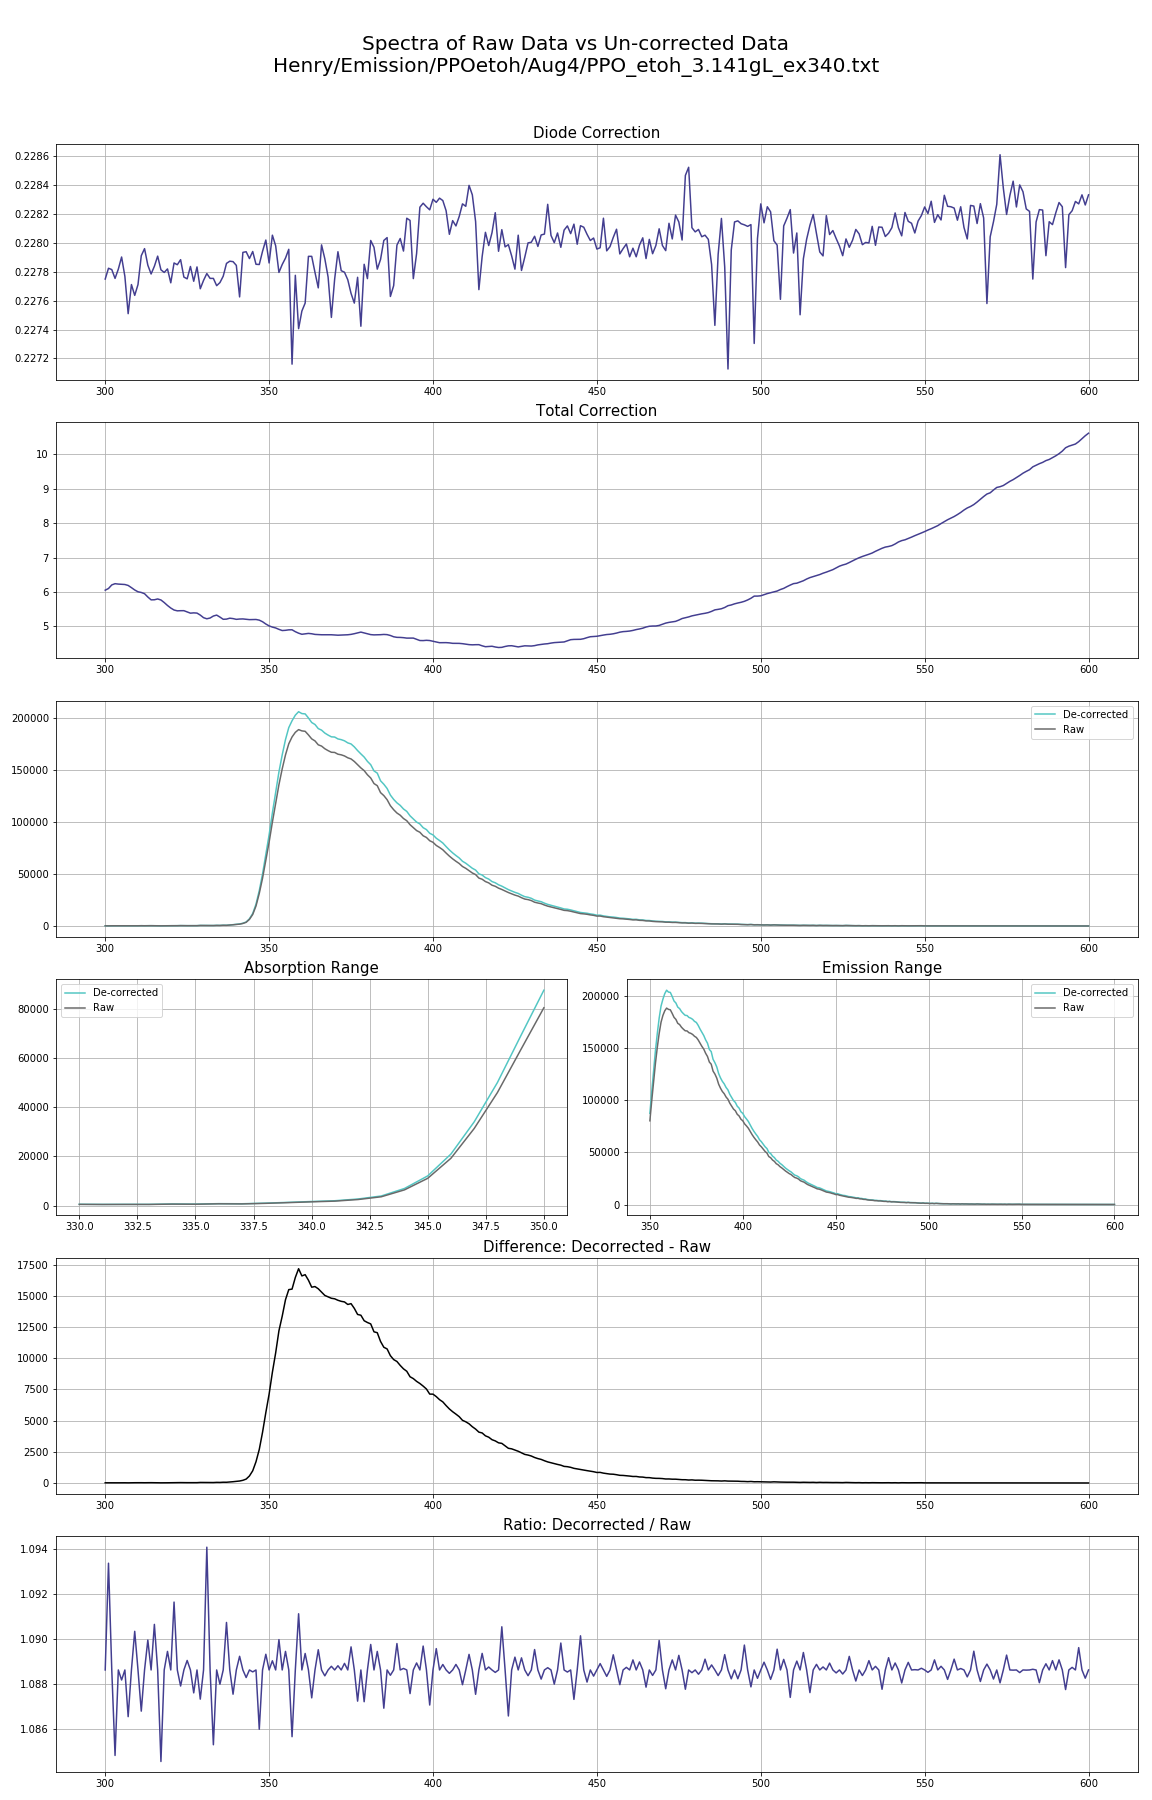 Spectra of Raw Data vs Un-corrected Data
Henry/Emission/PPOetoh/Aug4/PPO_etoh_3.141gL_ex340.txt
Diode Correction
0.2286
0.2284
0.2282
0.2280
0.2278
0.2276
0.2274
0.2272
300 350 400 450 500 550 600
Total Correction
10
9
8
7
6
5
300 350 400 450 500 550 600
De-corrected
Raw
200000
150000
100000
50000
0
300 350 400 450 500 550 600
Absorption Range
De-corrected
Raw
80000
60000
40000
20000
0
330.0 332.5 335.0 337.5 340.0 342.5 345.0 347.5 350.0
Emission Range
De-corrected
Raw
200000
150000
100000
50000
0
350 400 450 500 550 600
Difference: Decorrected - Raw
17500
15000
12500
10000
7500
5000
2500
0
300 350 400 450 500 550 600
Ratio: Decorrected / Raw
1.094
1.092
1.090
1.088
1.086
300 350 400 450 500 550 600